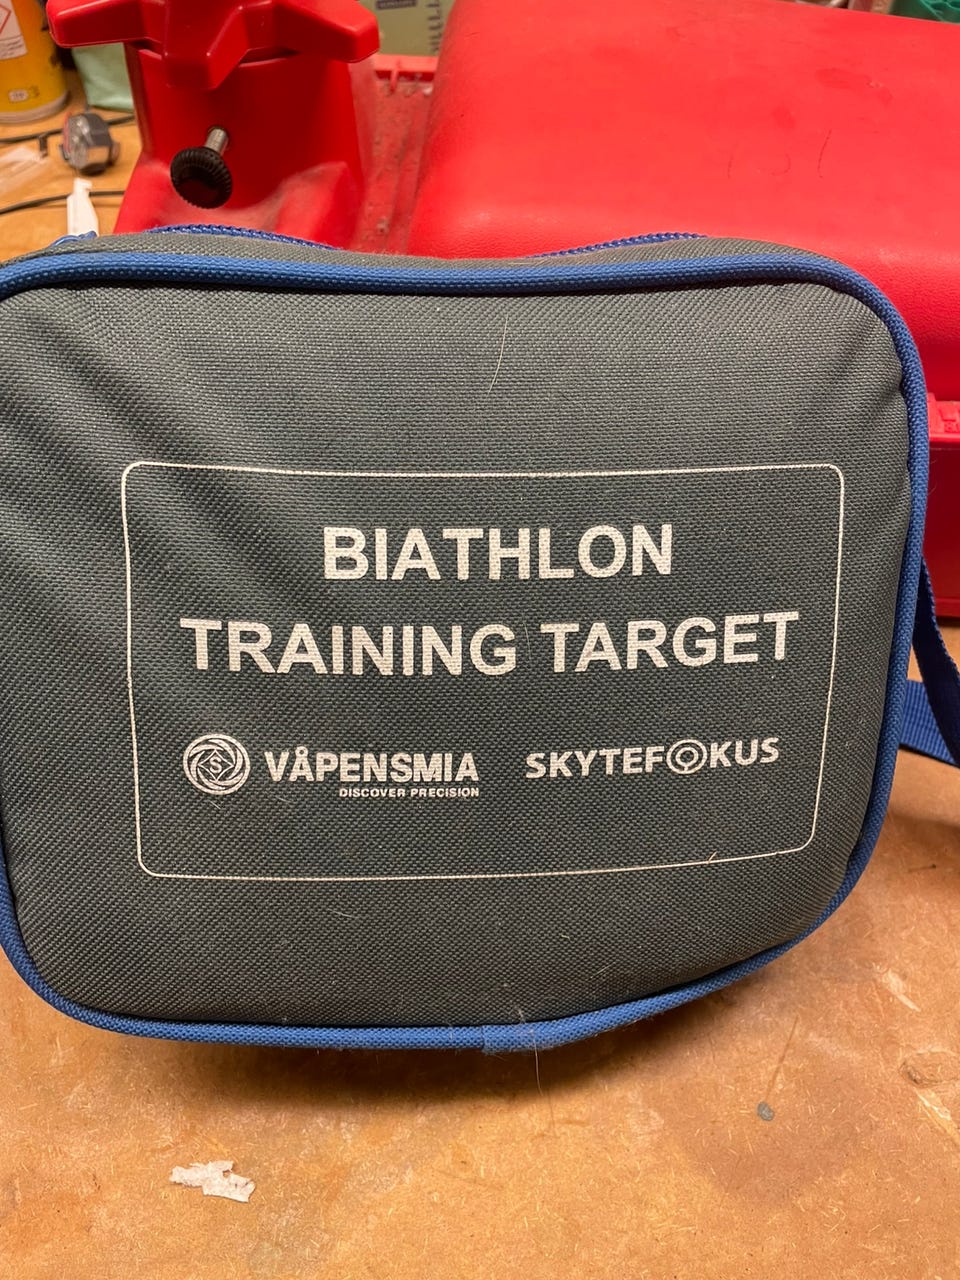 BIATHLON
TRAINING TARGET
S VÅPENSMIA SKYTEFOKUS
DISCOVER PRECISION